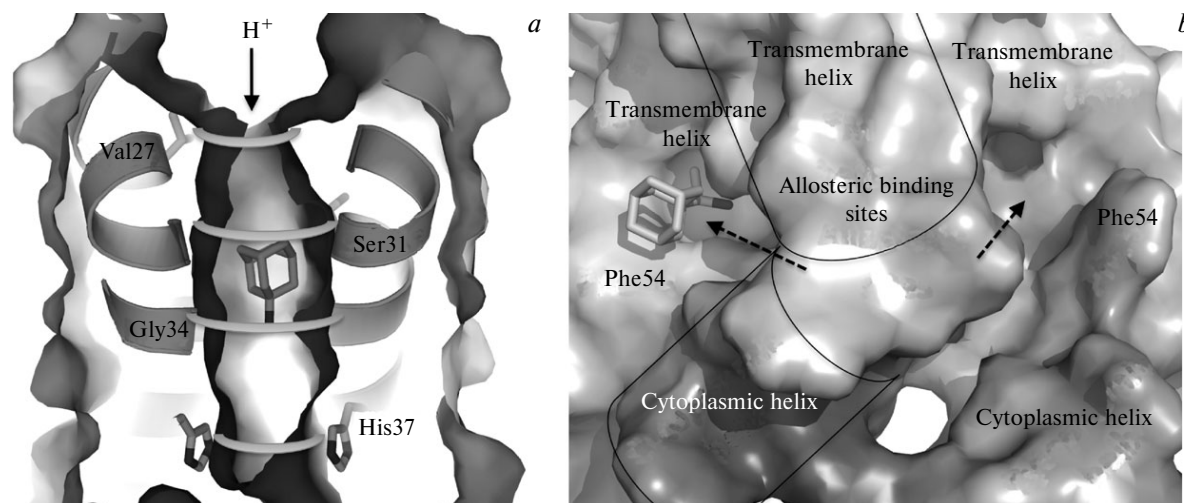 H+
a
Val27
Ser31
Gly34
His37
b
Transmembrane
helix
Transmembrane
helix
Transmembrane
helix
Allosteric binding
sites
Phe54
Phe54
Cytoplasmic helix
Cytoplasmic helix